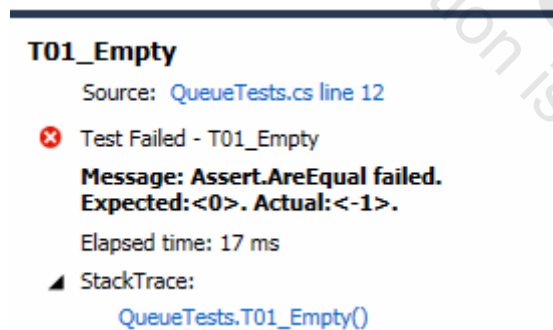 T01_Empty
Source: QueueTests.cs line 12
Test Failed - T01_Empty
Message: Assert.AreEqual failed.
Expected:<0>. Actual:<-1>.
Elapsed time: 17 ms
StackTrace:
QueueTests.T01_Empty()